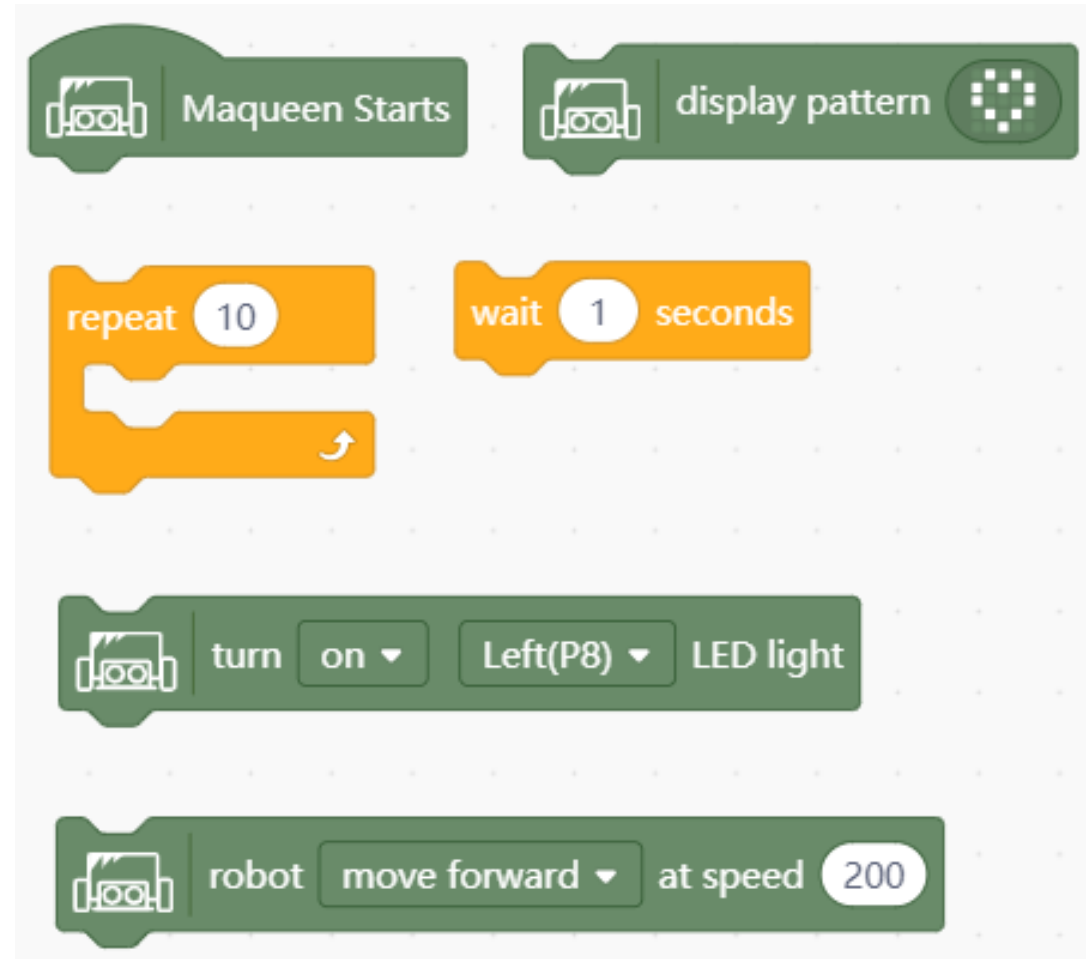 Maqueen Starts
display pattern
repeat 10
wait 1 seconds
turn on Left(P8) LED light
robot move forward at speed 200